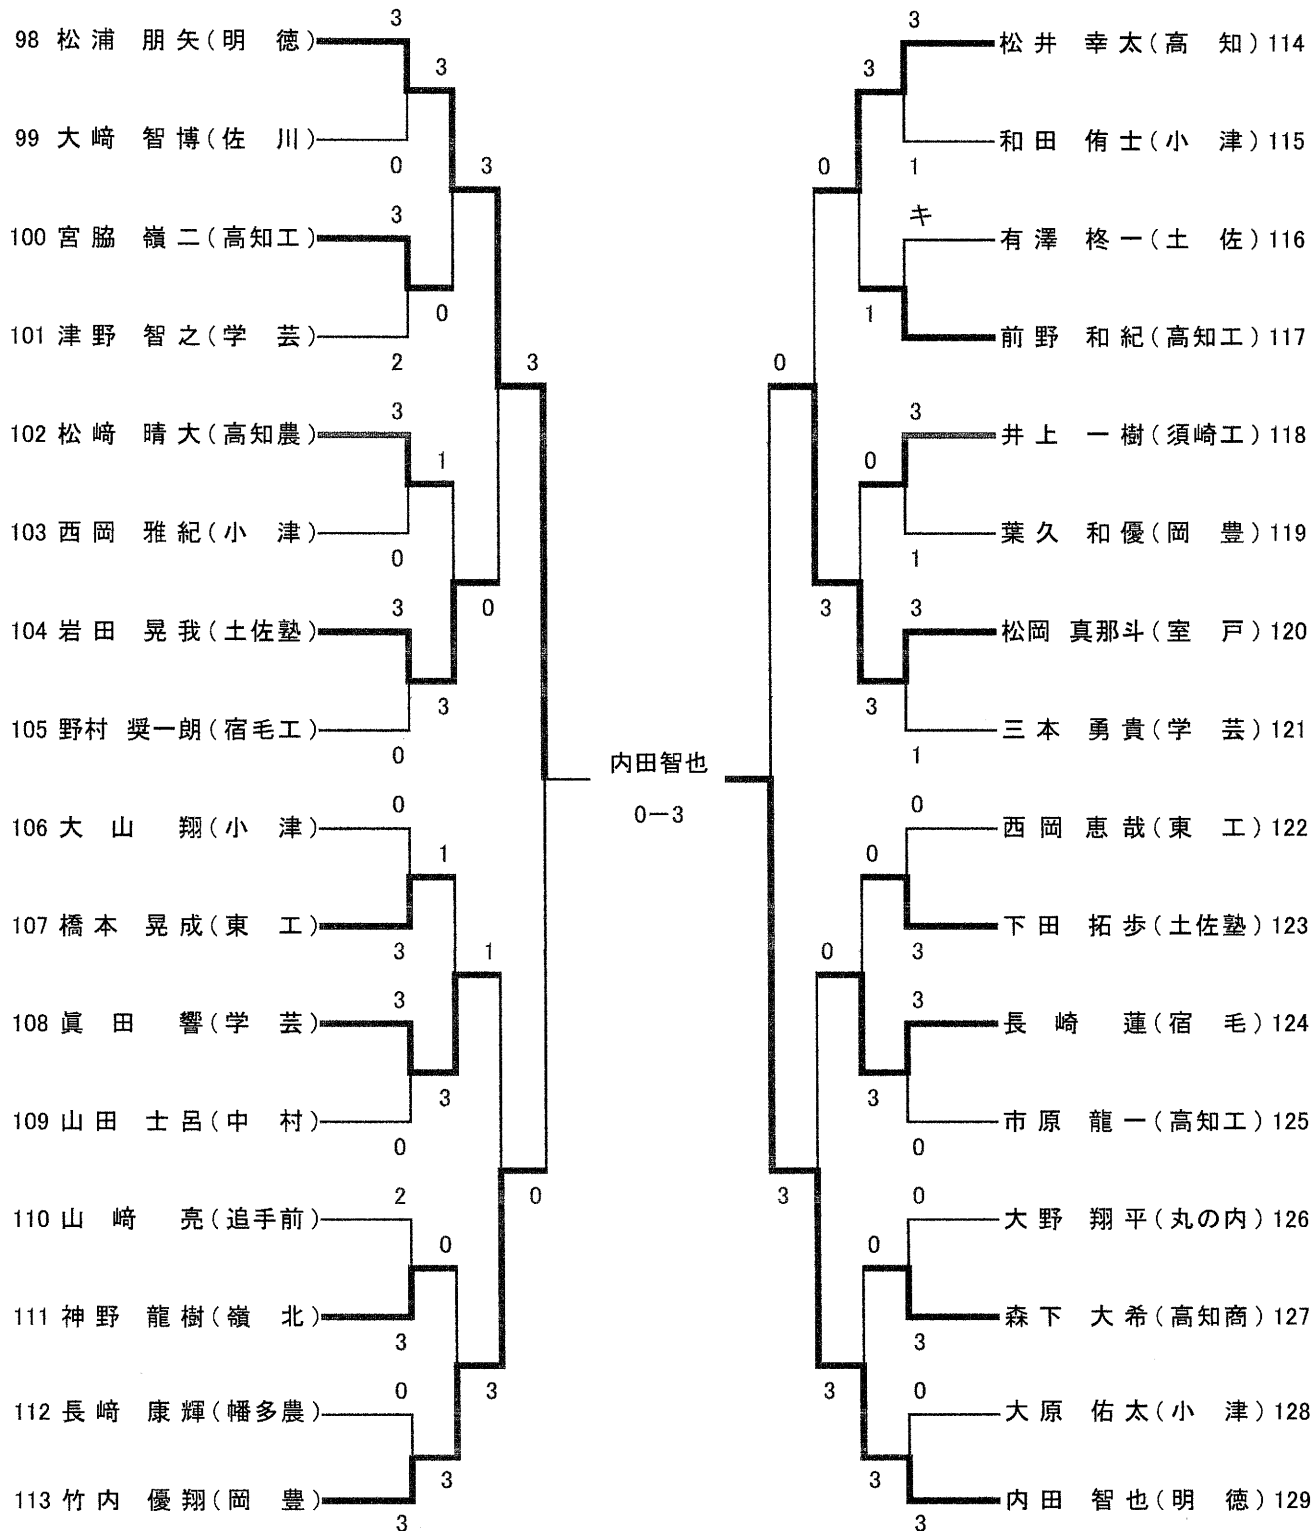 98 松浦 朋矢(明 徳)
3
3
99 大﨑 智博(佐 川)
0
3
100 宮脇 嶺二(高知工)
3
0
101 津野 智之(学 芸)
2
3
102 松﨑 晴大(高知農)
3
1
103 西岡 雅紀(小 津)
0
0
104 岩田 晃我(土佐塾)
3
3
105 野村 奨一朗(宿毛工)
0
106 大山 翔(小 津)
0
1
107 橋本 晃成(東 工)
3
1
108 眞田 響(学 芸)
3
3
109 山田 士呂(中 村)
0
0
110 山﨑 亮(追手前)
2
0
111 神野 龍樹(嶺 北)
3
3
112 長﨑 康輝(幡多農)
0
3
113 竹内 優翔(岡 豊)
3
内田智也
0−3
3
松井 幸太(高 知)114
3
和田 侑士(小 津)115
0
1
キ
有澤 柊一(土 佐)116
1
前野 和紀(高知工)117
0
3
井上 一樹(須崎工)118
0
葉久 和優(岡 豊)119
1
3
3
松岡 真那斗(室 戸)120
3
三本 勇貴(学 芸)121
1
0
西岡 恵哉(東 工)122
0
下田 拓歩(土佐塾)123
0
3
3
長崎 蓮(宿 毛)124
3
市原 龍一(高知工)125
0
3
0
大野 翔平(丸の内)126
0
森下 大希(高知商)127
3
3
0
大原 佑太(小 津)128
3
内田 智也(明 徳)129
3